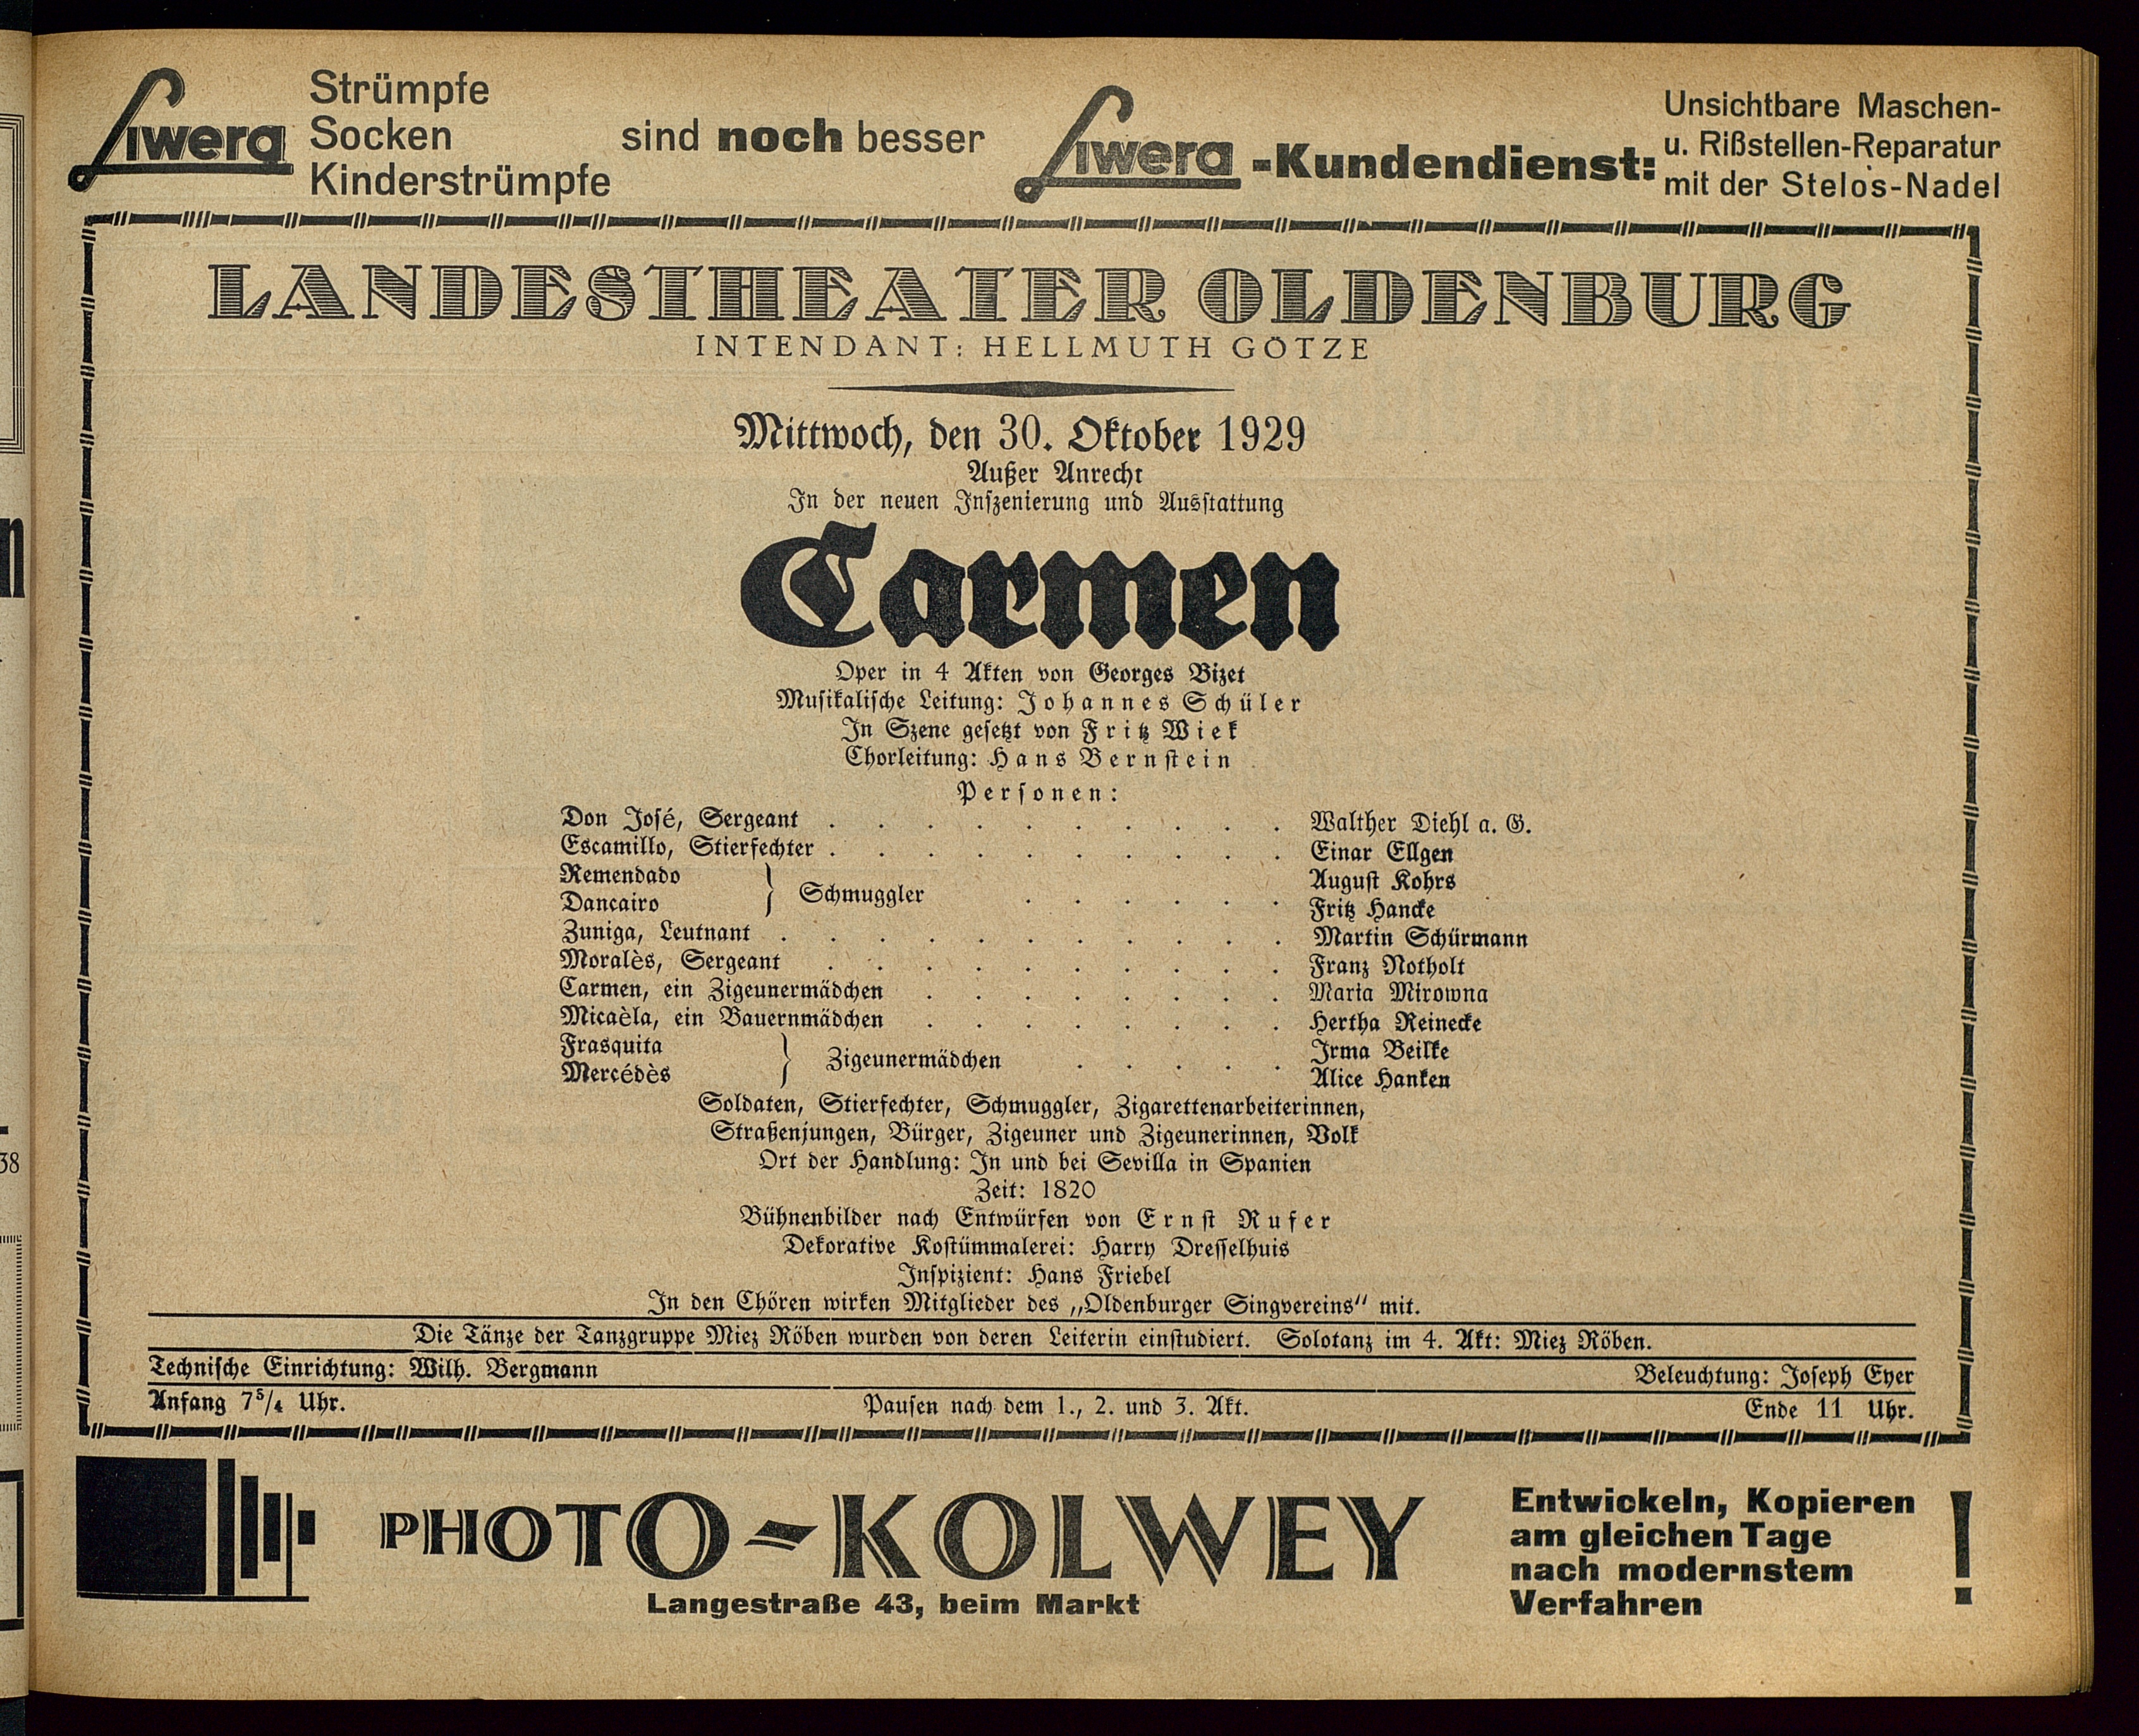 Liwera Strümpfe
Socken
Kinderstrümpfe
sind noch besser
Liwera-Kundendienst:
Unsichtbare Maschen-
u. Rißstellen-Reparatur
mit der Stelos-Nadel
LANDESTHEATER OLDENBURG
INTENDANT: HELLMUTH GÖTZE
Mittwoch, den 30. Oktober 1929
Außer Anrecht
In der neuen Inszenierung und Ausstattung
Carmen
Oper in 4 Akten von Georges Bizet
Musikalische Leitung: Johannes Schüler
In Szene gesetzt von Fritz Wiek
Chorleitung: Hans Bernstein
Personen:
Don José, Sergeant . . . . . . . . . . Walther Diehl a. G.
Escamillo, Stierfechter . . . . . . . . . . Einar Ellgen
Remendado } Schmuggler . . . . . . August Kohrs
Dancairo } Fritz Hancke
Zuniga, Leutnant . . . . . . . . . . . Martin Schürmann
Moralès, Sergeant . . . . . . . . . . Franz Notholt
Carmen, ein Zigeunermädchen . . . . . . . . Maria Mirowna
Micaèla, ein Bauernmädchen . . . . . . . . Hertha Reinecke
Frasquita } Zigeunermädchen . . . . . Irma Beilke
Mercédès } Alice Hanken
Soldaten, Stierfechter, Schmuggler, Zigarettenarbeiterinnen,
Straßenjungen, Bürger, Zigeuner und Zigeunerinnen, Volk
Ort der Handlung: In und bei Sevilla in Spanien
Zeit: 1820
Bühnenbilder nach Entwürfen von Ernst Rufer
Dekorative Kostümmalerei: Harry Dresselhuis
Inspizient: Hans Friebel
In den Chören wirken Mitglieder des „Oldenburger Singvereins“ mit.
Die Tänze der Tanzgruppe Miez Röben wurden von deren Leiterin einstudiert. Solotanz im 4. Akt: Miez Röben.
Technische Einrichtung: Wilh. Bergmann Beleuchtung: Joseph Eyer
Anfang 7⁵/₄ Uhr. Pausen nach dem 1., 2. und 3. Akt. Ende 11 Uhr.
PHOTO-KOLWEY
Langestraße 43, beim Markt
Entwickeln, Kopieren
am gleichen Tage
nach modernstem
Verfahren !